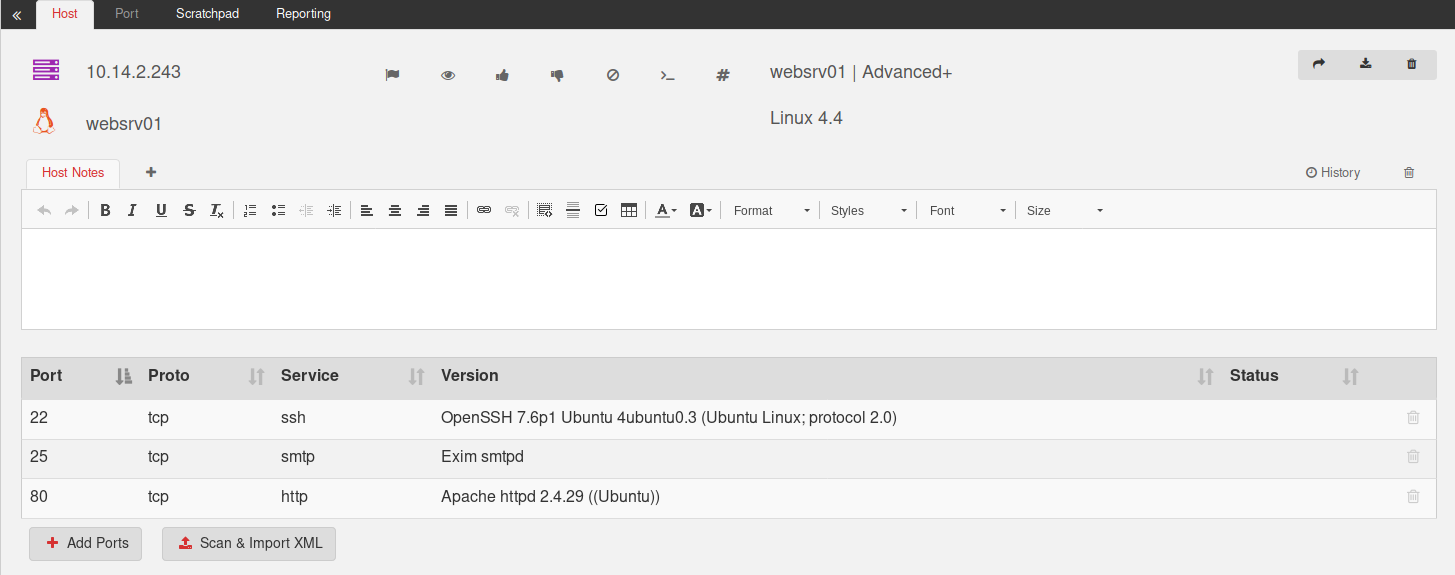 Host Port Scratchpad Reporting
10.14.2.243 websrv01 | Advanced+
websrv01 Linux 4.4
Host Notes History
Format Styles Font Size
Port Proto Service Version Status
22 tcp ssh OpenSSH 7.6p1 Ubuntu 4ubuntu0.3 (Ubuntu Linux; protocol 2.0)
25 tcp smtp Exim smtpd
80 tcp http Apache httpd 2.4.29 ((Ubuntu))
Add Ports Scan & Import XML